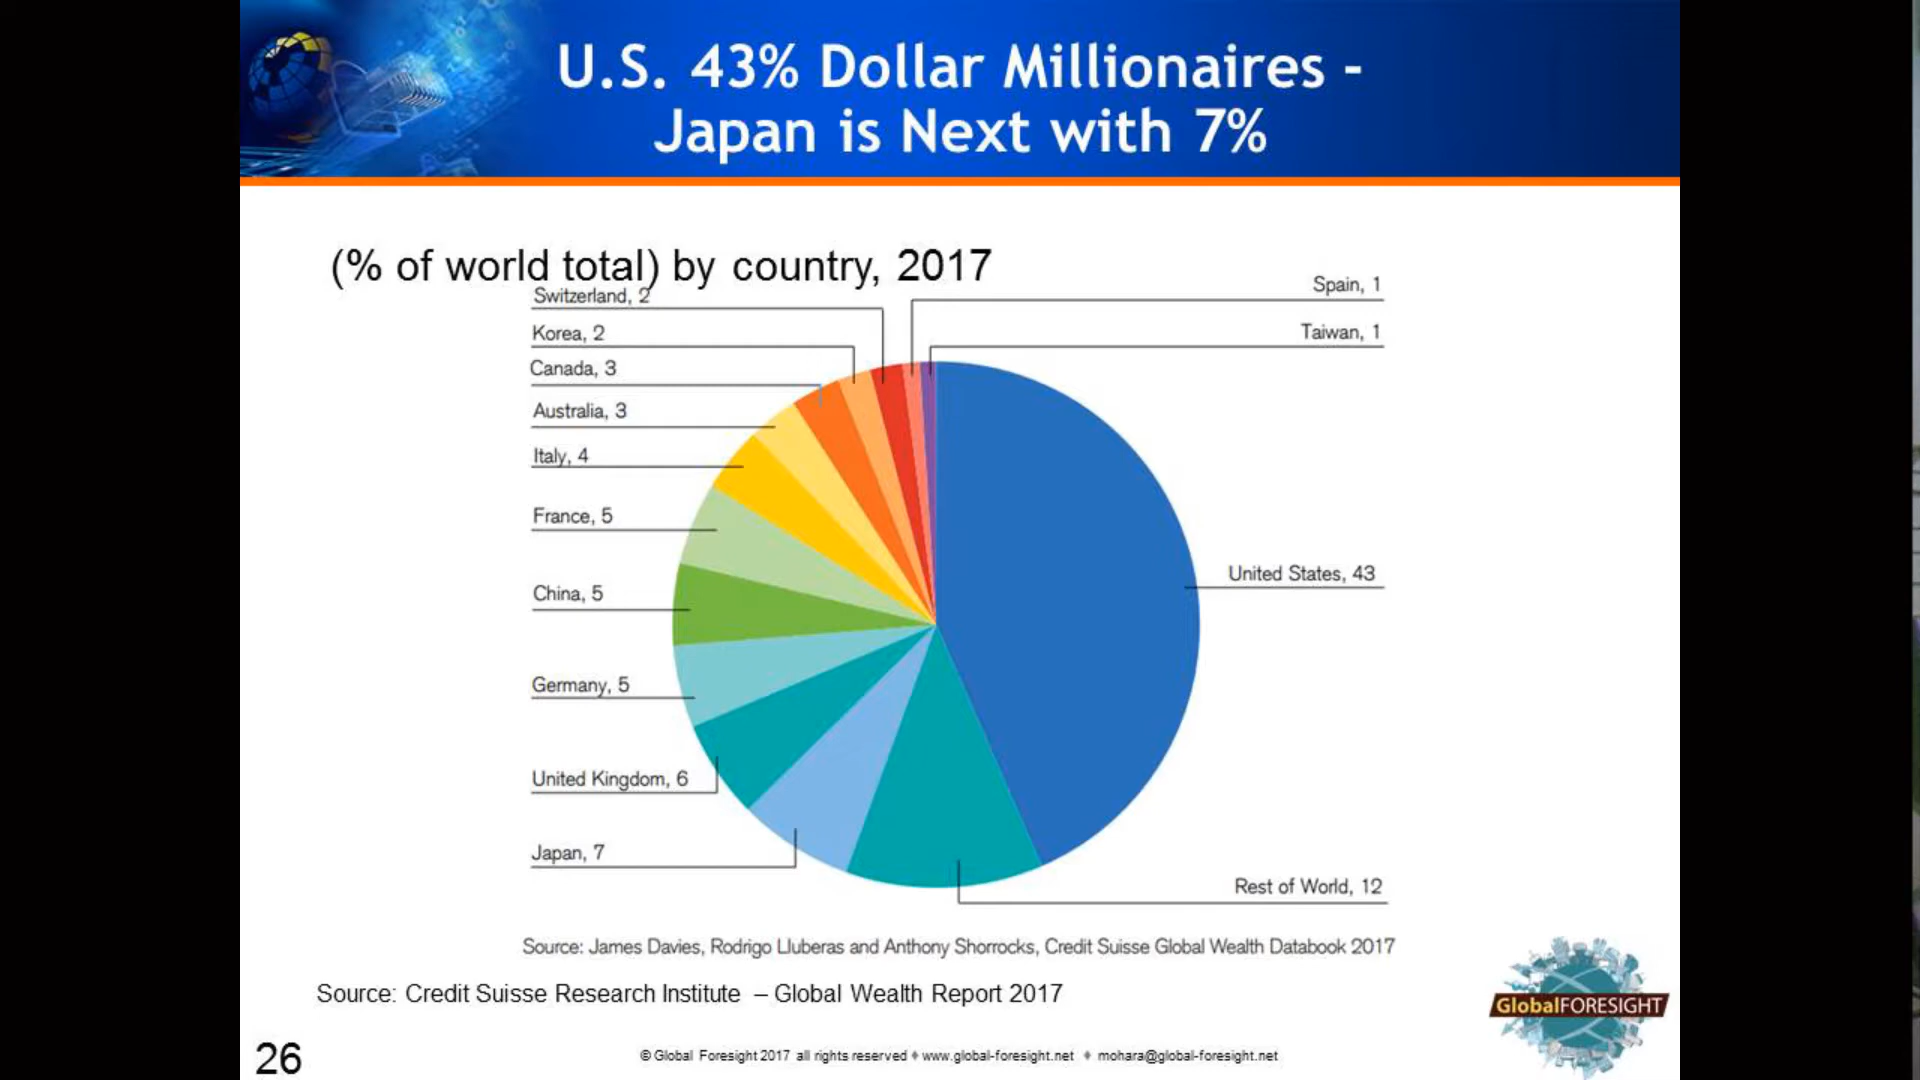 U.S. 43% Dollar Millionaires -
Japan is Next with 7%
(% of world total) by country, 2017
Switzerland, 2
Korea, 2
Canada, 3
Australia, 3
Italy, 4
France, 5
China, 5
Germany, 5
United Kingdom, 6
Japan, 7
Spain, 1
Taiwan, 1
United States, 43
Rest of World, 12
Source: James Davies, Rodrigo Lluberas and Anthony Shorrocks, Credit Suisse Global Wealth Databook 2017
Source: Credit Suisse Research Institute – Global Wealth Report 2017
GlobalFORESIGHT
26
© Global Foresight 2017 all rights reserved ♦ www.global-foresight.net ♦ mohara@global-foresight.net